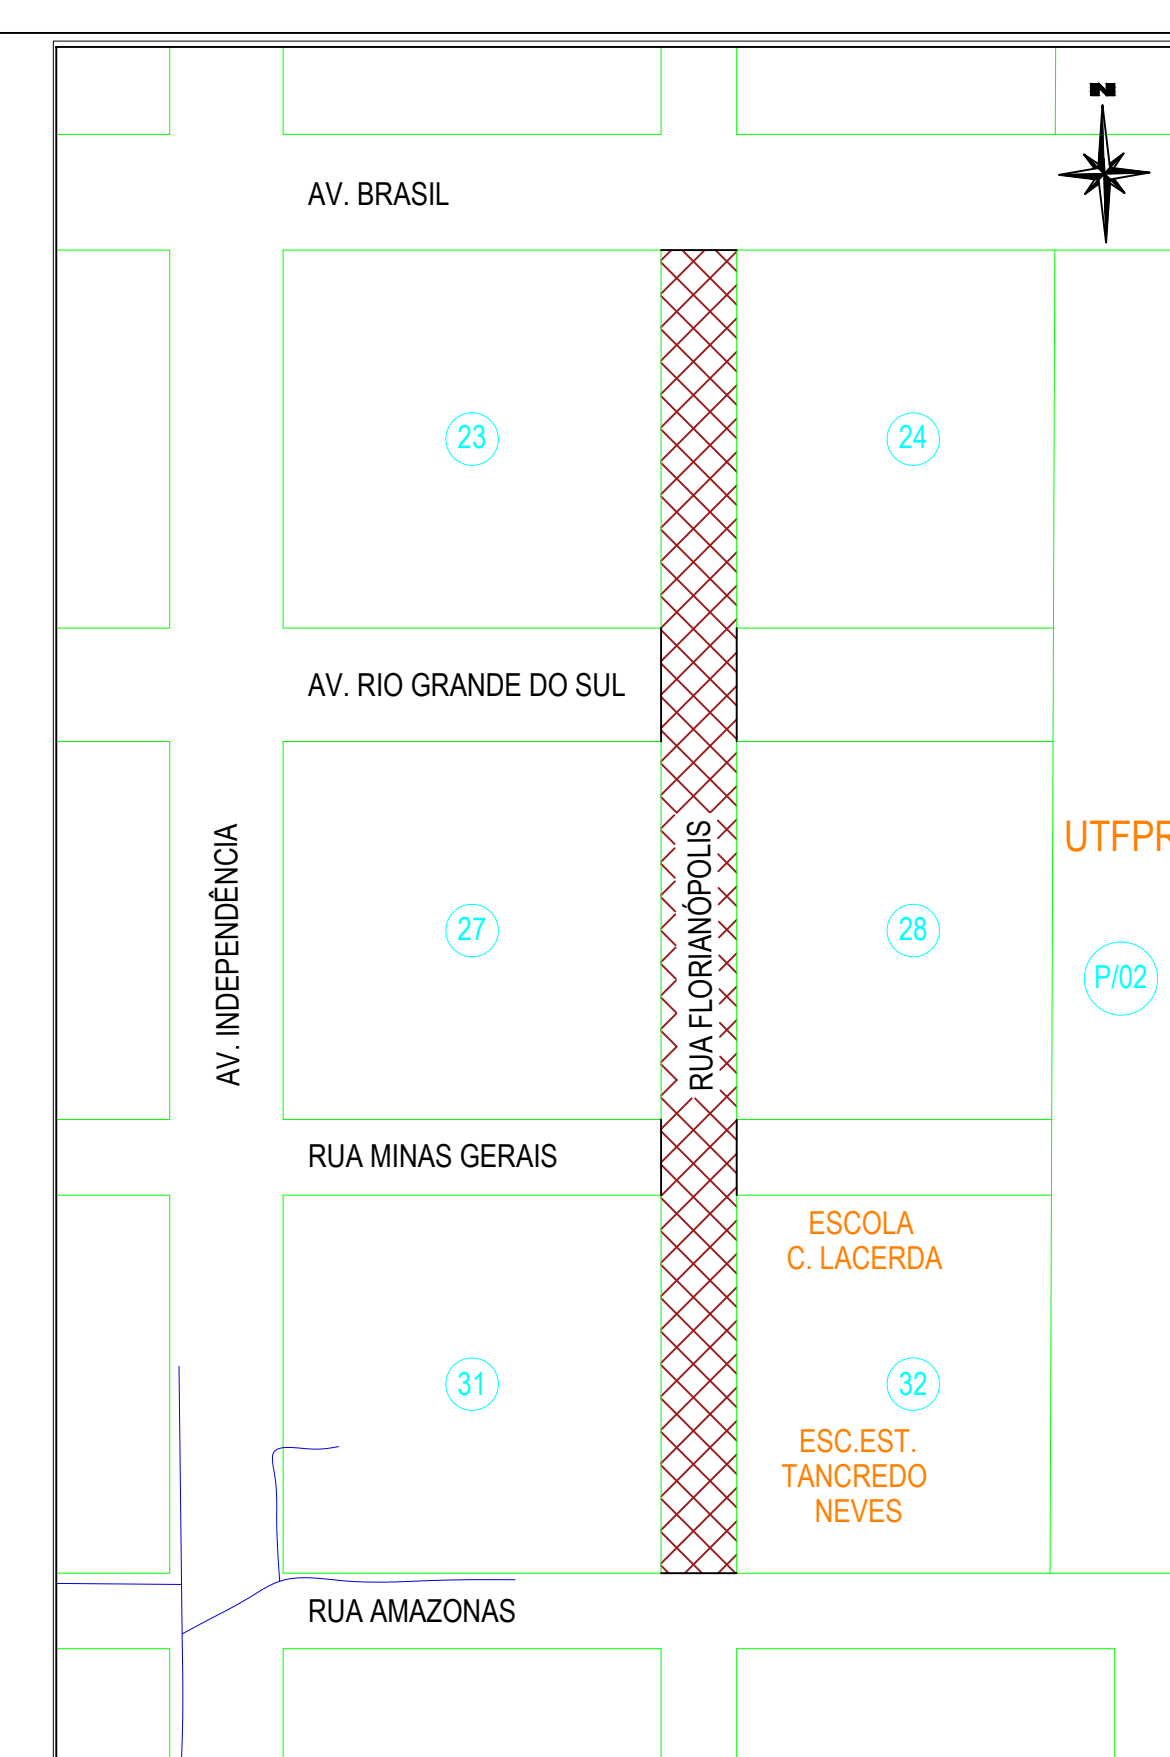 N
AV. BRASIL
23
24
AV. RIO GRANDE DO SUL
AV. INDEPENDÊNCIA
RUA FLORIANÓPOLIS
UTFPR
27
28
P/02
RUA MINAS GERAIS
ESCOLA
C. LACERDA
31
32
ESC.EST.
TANCREDO
NEVES
RUA AMAZONAS